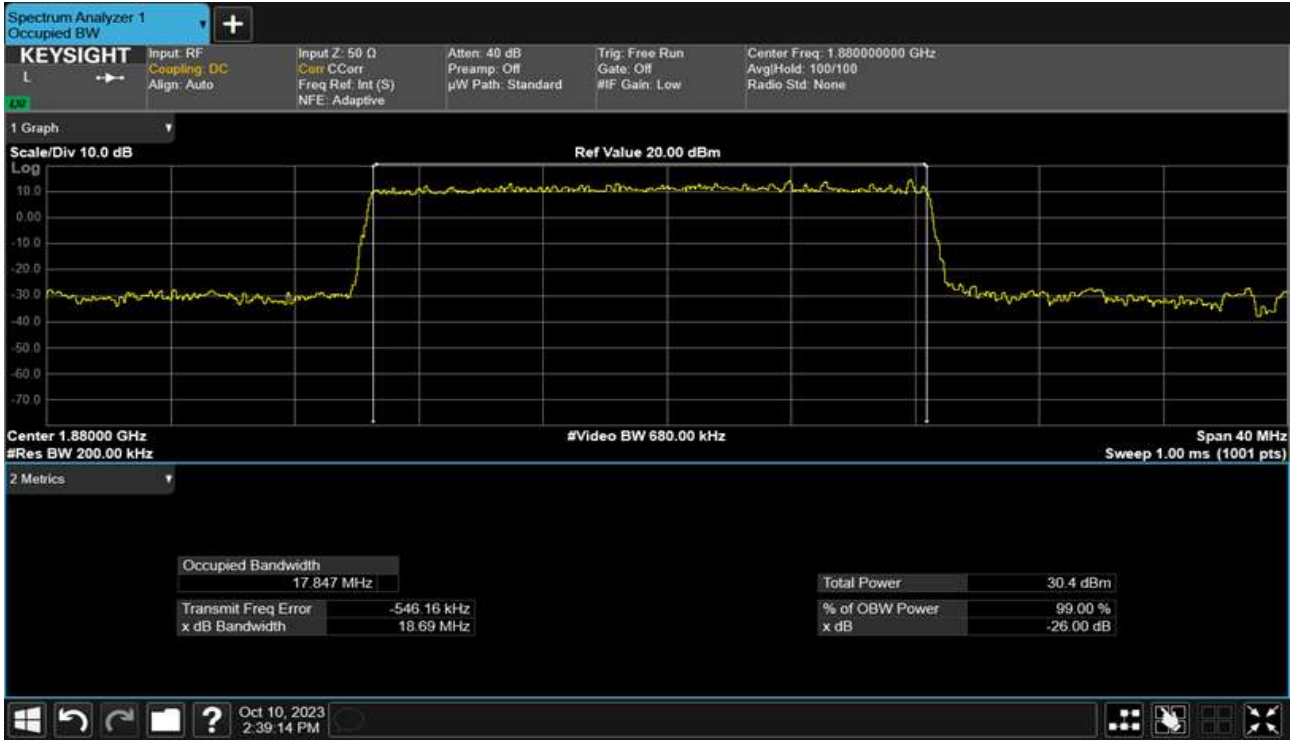 Spectrum Analyzer 1
Occupied BW
KEYSIGHT
L
LXI
Input: RF
Coupling: DC
Align: Auto
Input Z: 50 Ω
Corr CCorr
Freq Ref: Int (S)
NFE: Adaptive
Atten: 40 dB
Preamp: Off
µW Path: Standard
Trig: Free Run
Gate: Off
#IF Gain: Low
Center Freq: 1.880000000 GHz
Avg|Hold: 100/100
Radio Std: None
1 Graph
Scale/Div 10.0 dB
Ref Value 20.00 dBm
Log
10.0
0.00
-10.0
-20.0
-30.0
-40.0
-50.0
-60.0
-70.0
Center 1.88000 GHz
#Video BW 680.00 kHz
Span 40 MHz
#Res BW 200.00 kHz
Sweep 1.00 ms (1001 pts)
2 Metrics
Occupied Bandwidth
17.847 MHz
Total Power 30.4 dBm
Transmit Freq Error -546.16 kHz
% of OBW Power 99.00 %
x dB Bandwidth 18.69 MHz
x dB -26.00 dB
?
Oct 10, 2023
2:39:14 PM